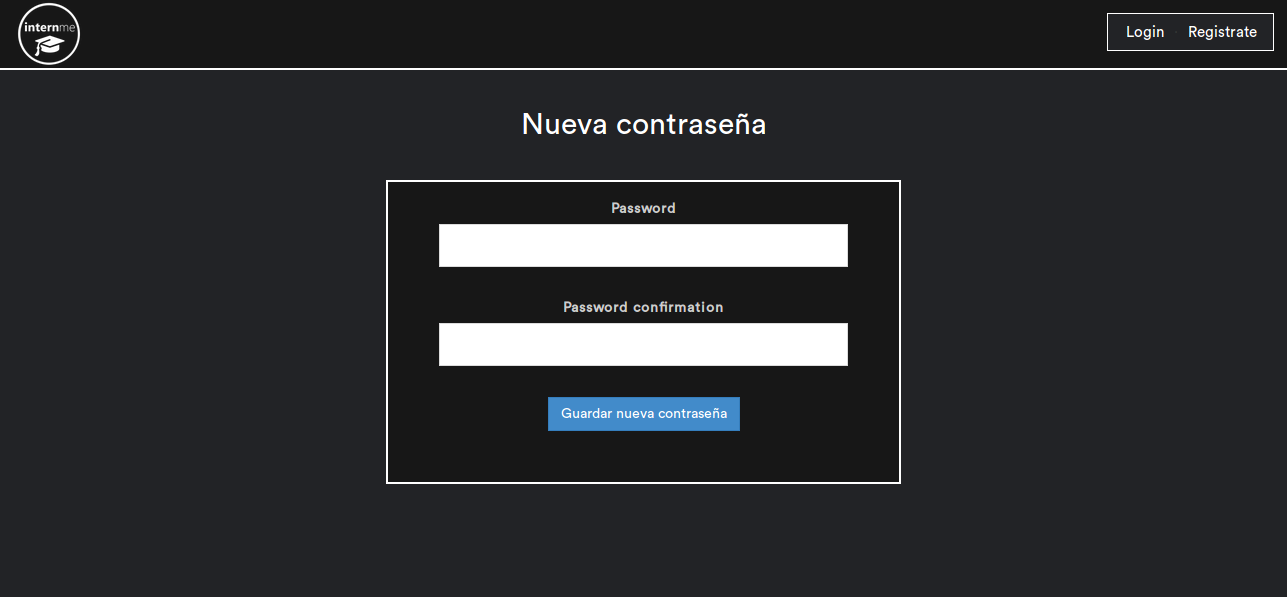 internme
Login Registrate
Nueva contraseña
Password
Password confirmation
Guardar nueva contraseña